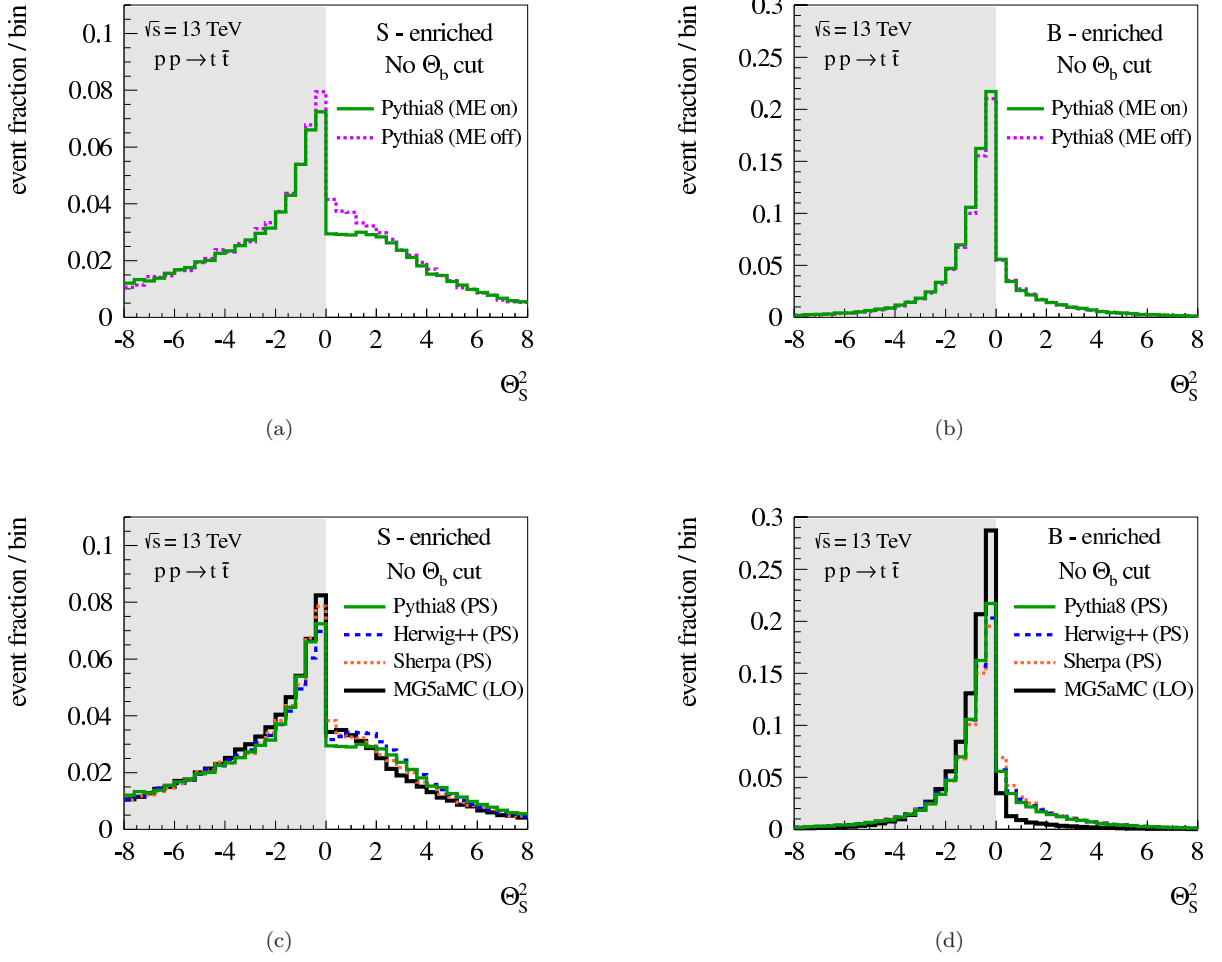 event fraction / bin
0.1
0.08
0.06
0.04
0.02
0
√s = 13 TeV
p p → t t̄
S - enriched
No Θb cut
Pythia8 (ME on)
Pythia8 (ME off)
-8 -6 -4 -2 0 2 4 6 8
Θ²S
(a)
event fraction / bin
0.3
0.25
0.2
0.15
0.1
0.05
0
√s = 13 TeV
p p → t t̄
B - enriched
No Θb cut
Pythia8 (ME on)
Pythia8 (ME off)
-8 -6 -4 -2 0 2 4 6 8
Θ²S
(b)
event fraction / bin
0.1
0.08
0.06
0.04
0.02
0
√s = 13 TeV
p p → t t̄
S - enriched
No Θb cut
Pythia8 (PS)
Herwig++ (PS)
Sherpa (PS)
MG5aMC (LO)
-8 -6 -4 -2 0 2 4 6 8
Θ²S
(c)
event fraction / bin
0.3
0.25
0.2
0.15
0.1
0.05
0
√s = 13 TeV
p p → t t̄
B - enriched
No Θb cut
Pythia8 (PS)
Herwig++ (PS)
Sherpa (PS)
MG5aMC (LO)
-8 -6 -4 -2 0 2 4 6 8
Θ²S
(d)